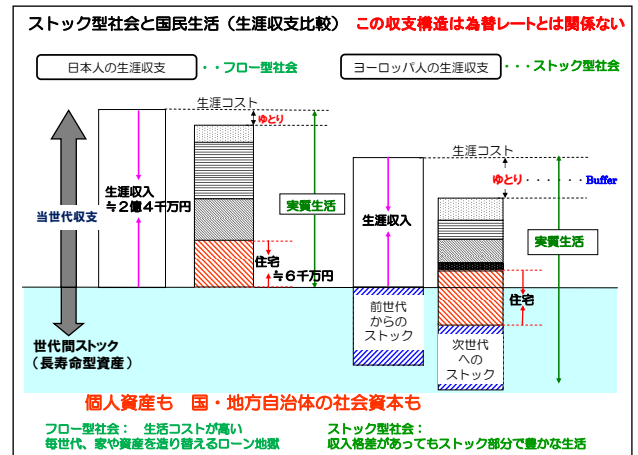 ストック型社会と国民生活（生涯収支比較） この収支構造は為替レートとは関係ない
日本人の生涯収支 ・・フロー型社会
ヨーロッパ人の生涯収支 ・・・ストック型社会
生涯コスト
ゆとり
生涯収入
≒2億4千万円
実質生活
住宅
≒6千万円
当世代収支
世代間ストック
（長寿命型資産）
生涯コスト
ゆとり・・・・・・Buffer
生涯収入
実質生活
住宅
前世代
からの
ストック
次世代
への
ストック
個人資産も 国・地方自治体の社会資本も
フロー型社会： 生活コストが高い
毎世代、家や資産を造り替えるローン地獄
ストック型社会：
収入格差があってもストック部分で豊かな生活